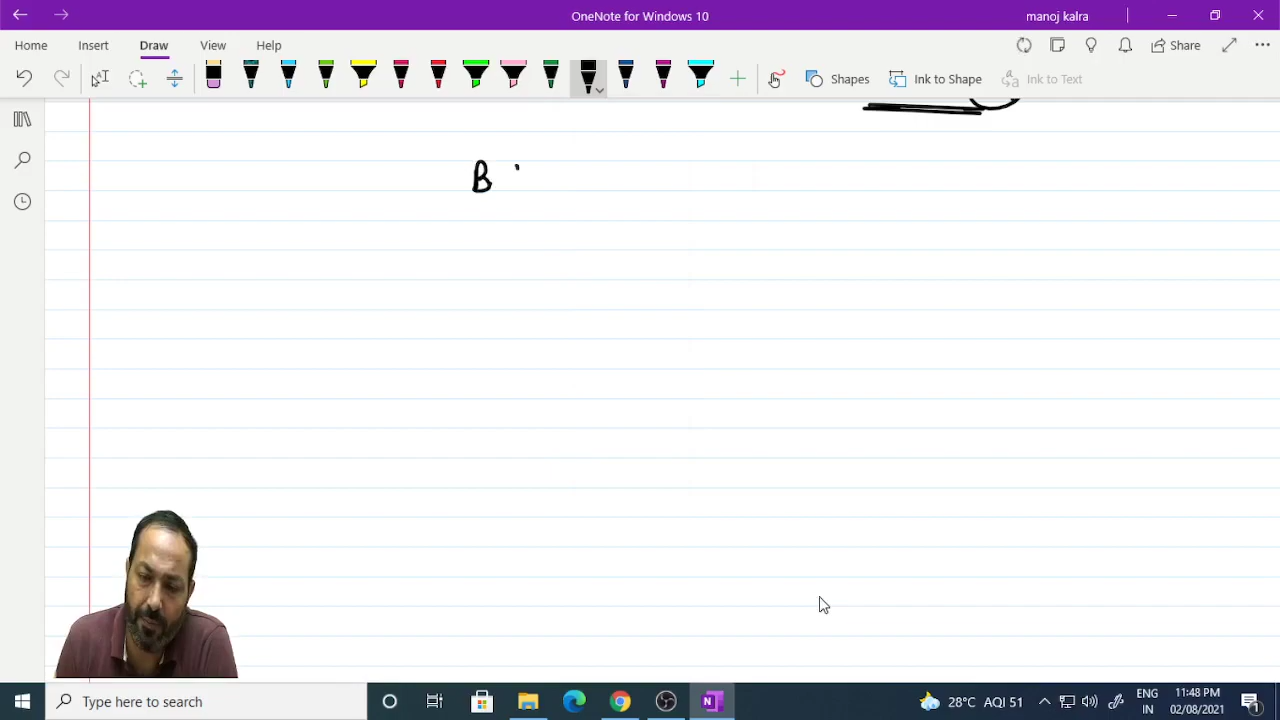 OneNote for Windows 10
manoj kalra
Home Insert Draw View Help
Share
Shapes Ink to Shape Ink to Text
B
Type here to search
28°C AQI 51
ENG
IN
11:48 PM
02/08/2021
1